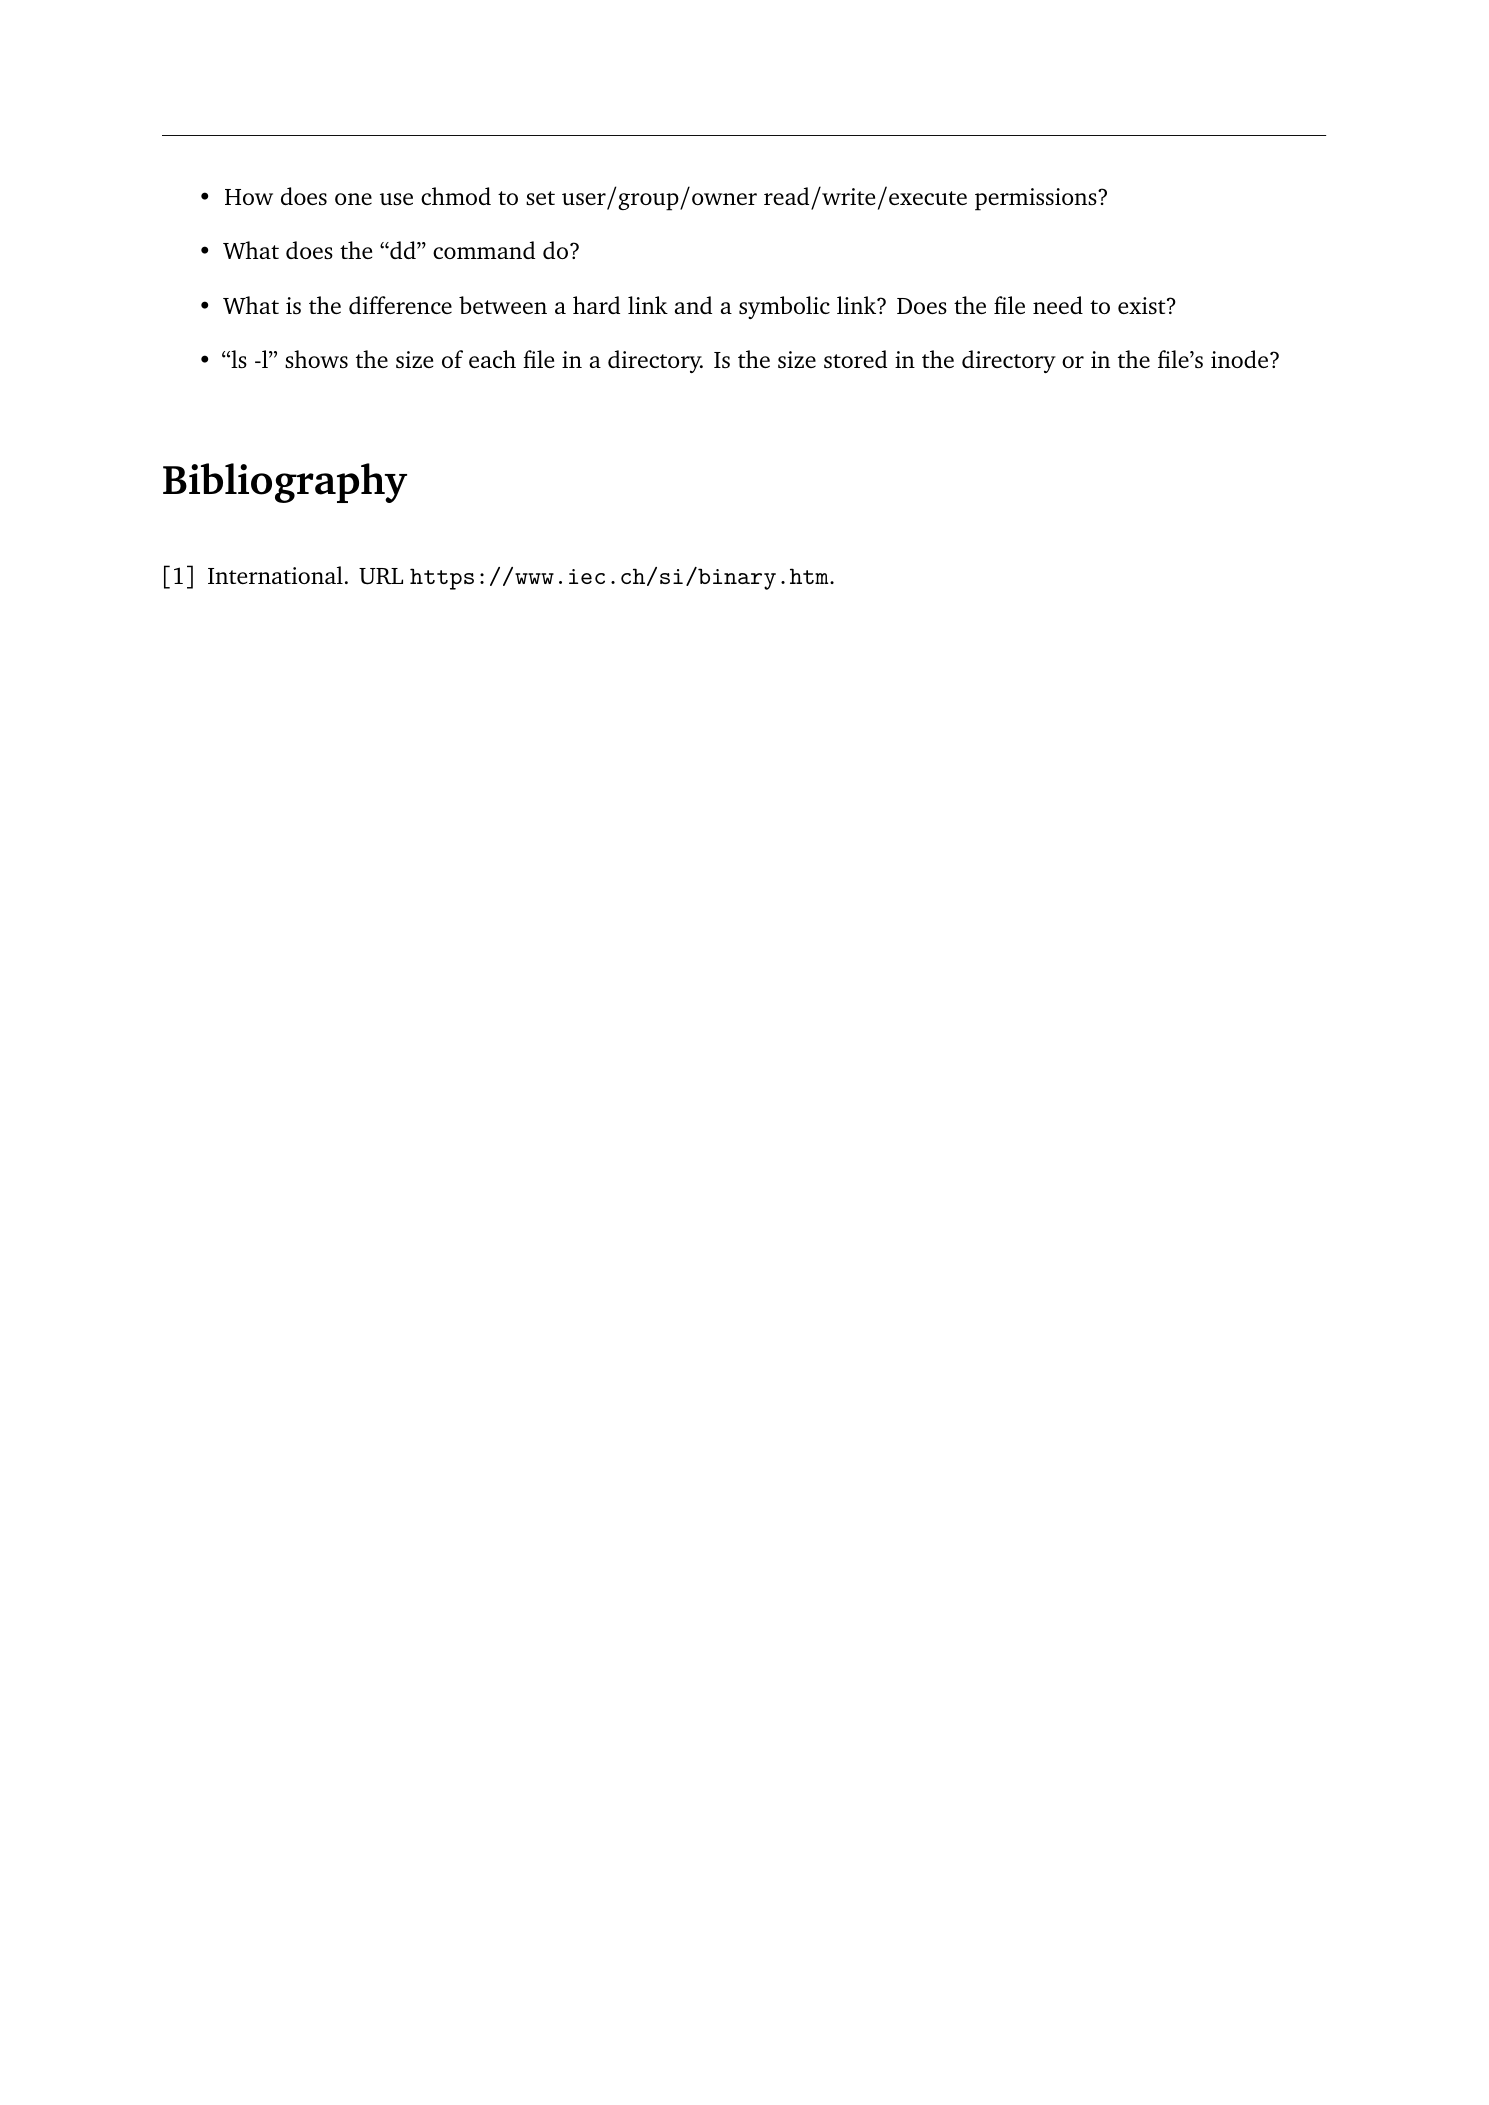 • How does one use chmod to set user/group/owner read/write/execute permissions?
• What does the “dd” command do?
• What is the difference between a hard link and a symbolic link? Does the file need to exist?
• “ls -l” shows the size of each file in a directory. Is the size stored in the directory or in the file’s inode?
Bibliography
[1] International. URL https://www.iec.ch/si/binary.htm.